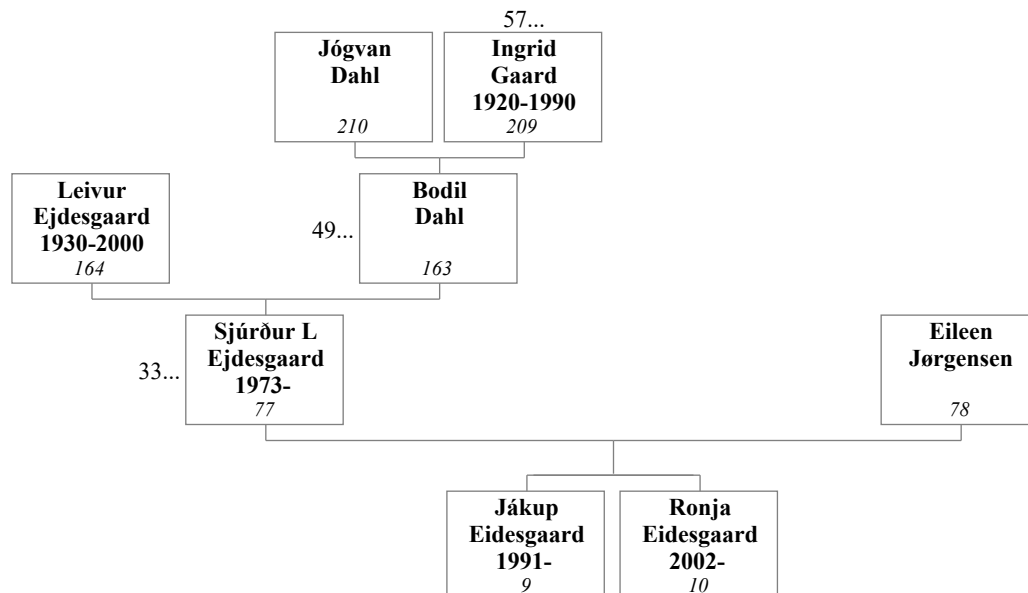 57...
Jógvan
Dahl
210
Ingrid
Gaard
1920-1990
209
Leivur
Ejdesgaard
1930-2000
164
49...
Bodil
Dahl
163
33...
Sjúrður L
Ejdesgaard
1973-
77
Eileen
Jørgensen
78
Jákup
Eidesgaard
1991-
9
Ronja
Eidesgaard
2002-
10